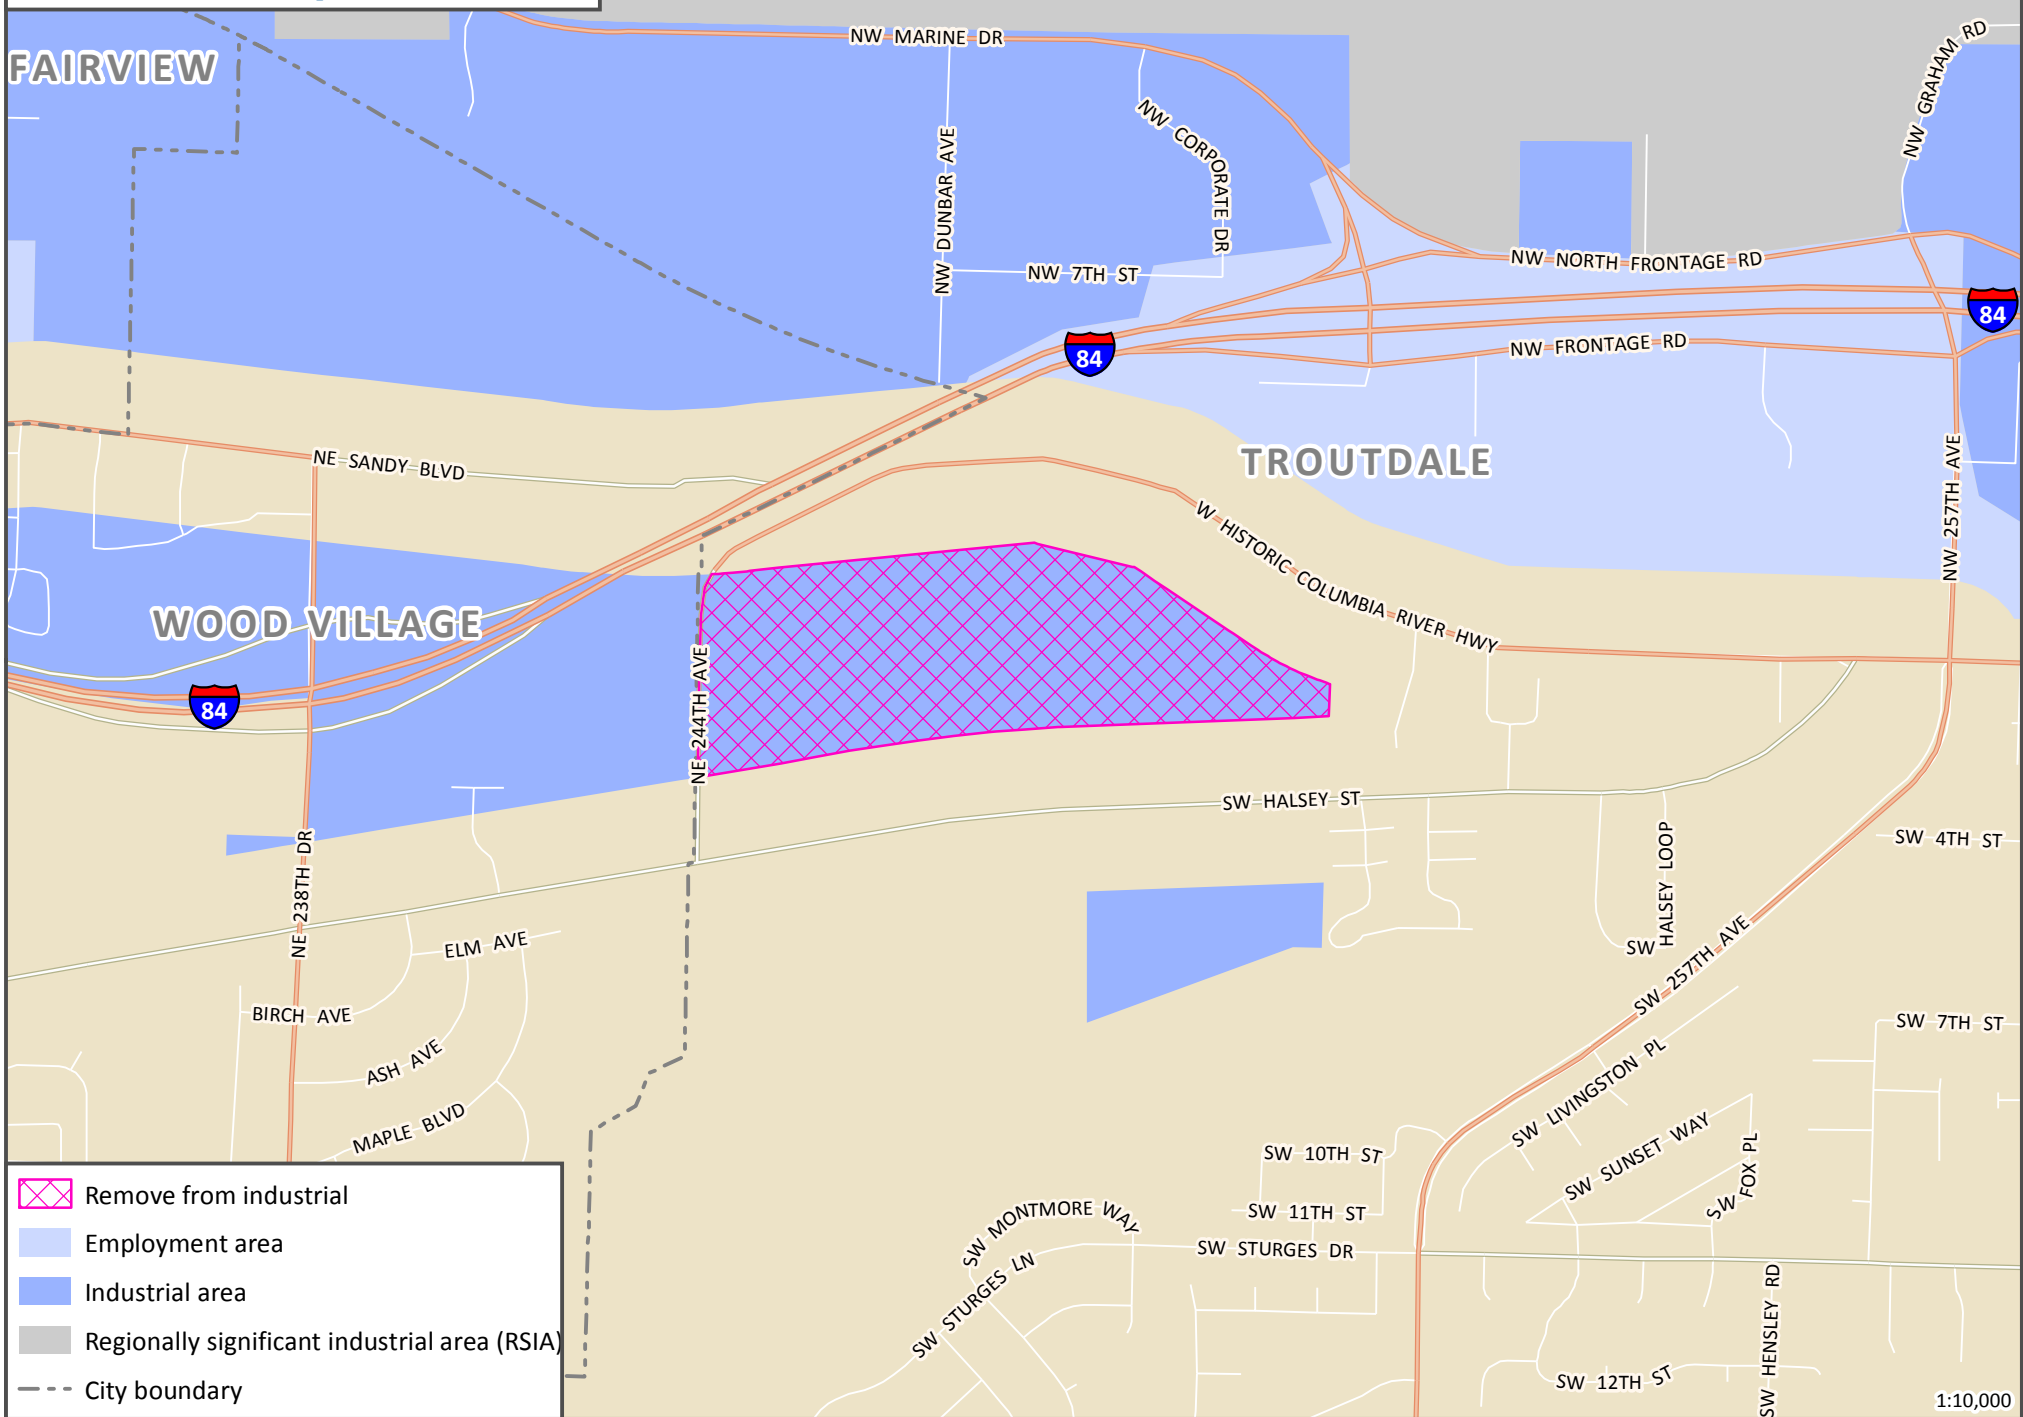 FAIRVIEW
NW MARINE DR
NW GRAHAM RD
NW CORPORATE DR
NW DUNBAR AVE
NW 7TH ST
NW NORTH FRONTAGE RD
84
84
NW FRONTAGE RD
TROUTDALE
NE SANDY BLVD
NW 257TH AVE
W HISTORIC COLUMBIA RIVER HWY
WOOD VILLAGE
84
NE 244TH AVE
SW HALSEY ST
SW 4TH ST
NE 238TH DR
SW HALSEY LOOP
ELM AVE
SW 257TH AVE
BIRCH AVE
SW 7TH ST
ASH AVE
SW LIVINGSTON PL
MAPLE BLVD
SW SUNSET WAY
SW 10TH ST
SW FOX PL
SW MONTMORE WAY
SW 11TH ST
SW STURGES DR
SW STURGES LN
SW HENSLEY RD
SW 12TH ST
Remove from industrial
Employment area
Industrial area
Regionally significant industrial area (RSIA)
City boundary
1:10,000